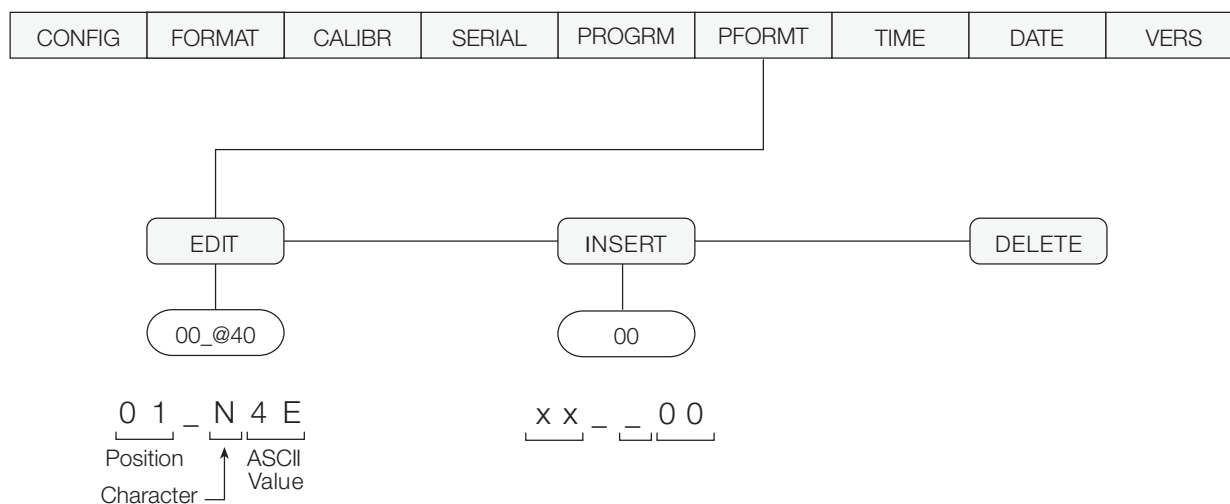 CONFIG FORMAT CALIBR SERIAL PROGRM PFORMT TIME DATE VERS
EDIT INSERT DELETE
00_@40 00
0 1 _ N 4 E x x _ _ 0 0
Position ASCII
Value
Character